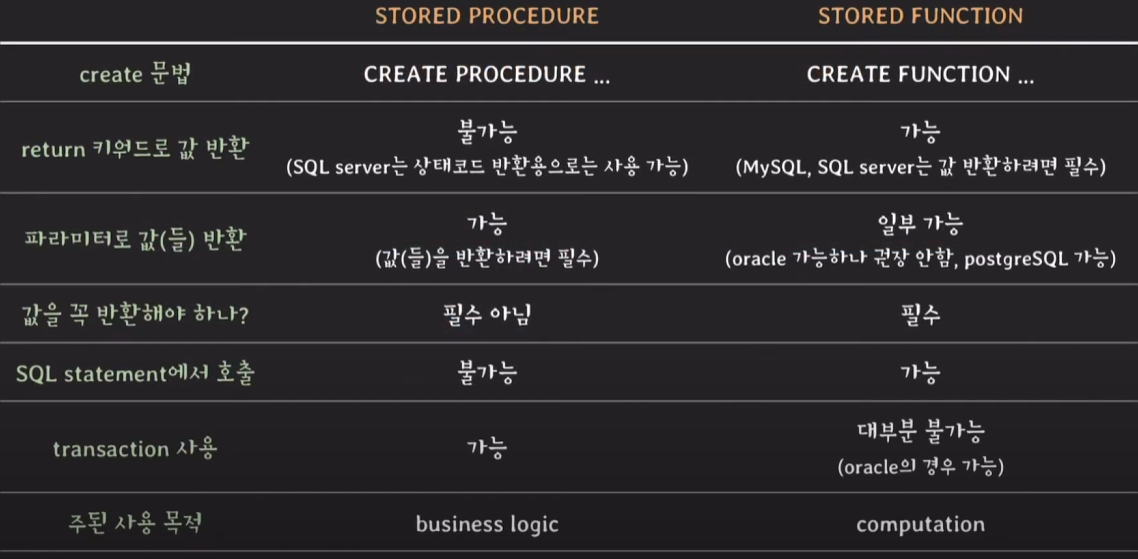 STORED PROCEDURE STORED FUNCTION
create 문법 CREATE PROCEDURE ... CREATE FUNCTION ...
return 키워드로 값 반환 불가능 가능
(SQL server는 상태코드 반환용으로는 사용 가능) (MySQL, SQL server는 값 반환하려면 필수)
파라미터로 값(들) 반환 가능 일부 가능
(값(들)을 반환하려면 필수) (oracle 가능하나 권장 안함, postgreSQL 가능)
값을 꼭 반환해야 하나? 필수 아님 필수
SQL statement에서 호출 불가능 가능
transaction 사용 가능 대부분 불가능
(oracle의 경우 가능)
주된 사용 목적 business logic computation